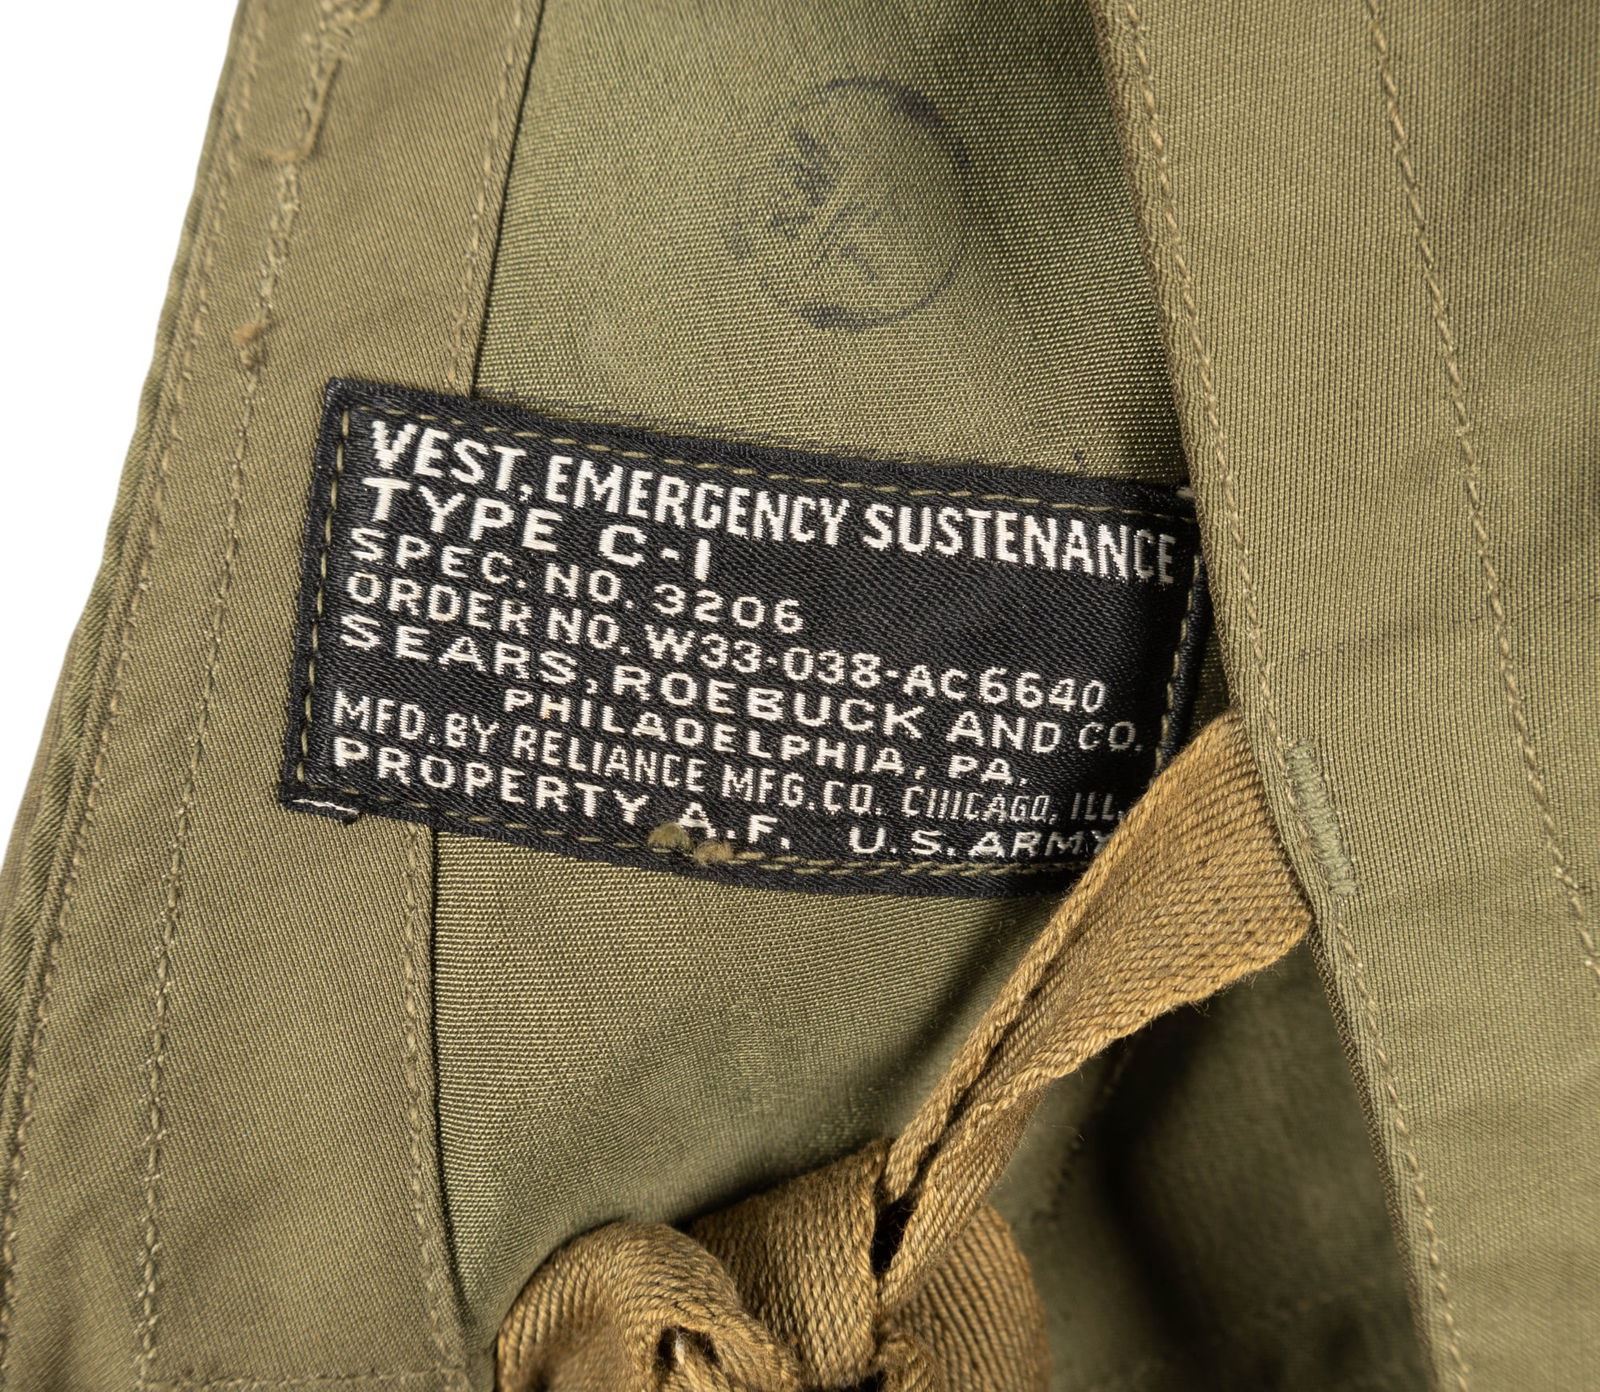 VEST, EMERGENCY SUSTENANCE
TYPE C-1
SPEC. NO. 3206
ORDER NO. W33-038-AC6640
SEARS, ROEBUCK AND CO.
PHILADELPHIA, PA.
MFD. BY RELIANCE MFG. CO. CHICAGO, ILL.
PROPERTY A.F. U.S. ARMY